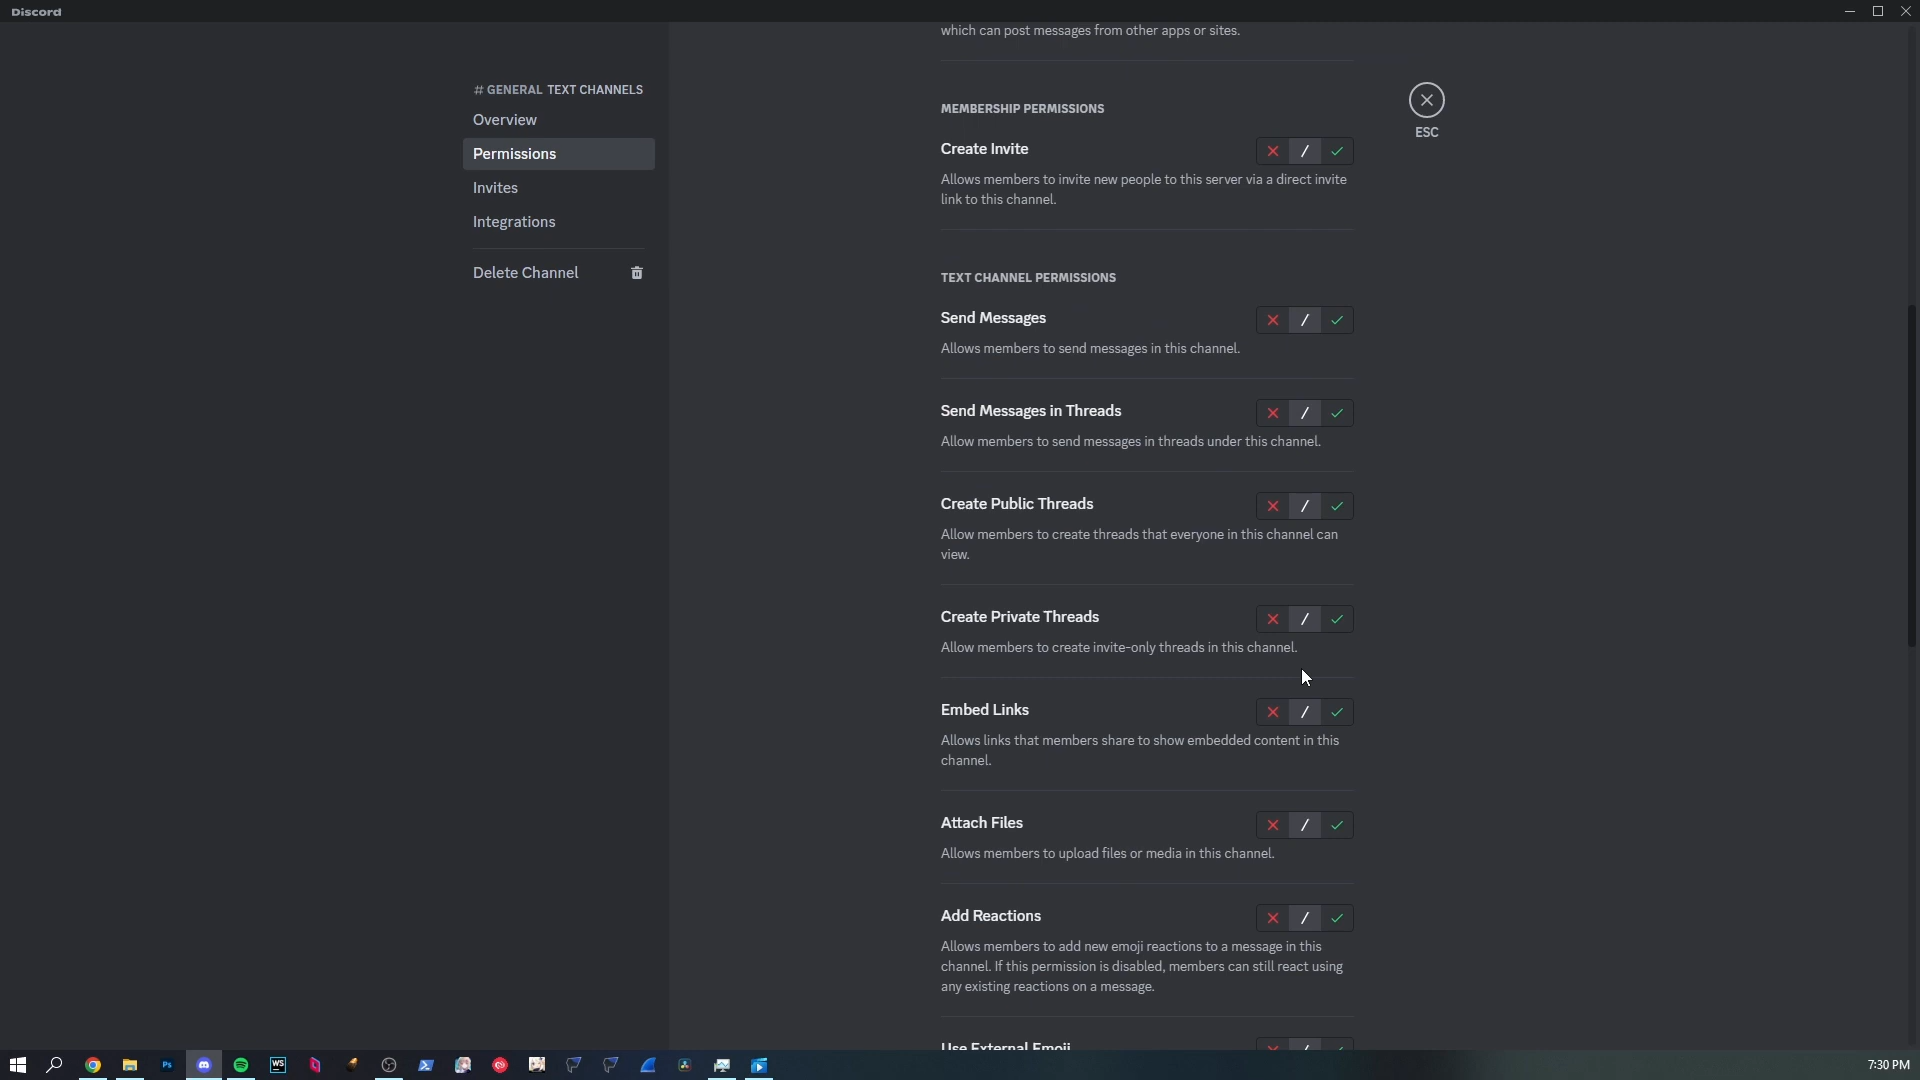 Discord
# GENERAL TEXT CHANNELS
Overview
Permissions
Invites
Integrations
Delete Channel
which can post messages from other apps or sites.
MEMBERSHIP PERMISSIONS
Create Invite
Allows members to invite new people to this server via a direct invite
link to this channel.
TEXT CHANNEL PERMISSIONS
Send Messages
Allows members to send messages in this channel.
Send Messages in Threads
Allow members to send messages in threads under this channel.
Create Public Threads
Allow members to create threads that everyone in this channel can
view.
Create Private Threads
Allow members to create invite-only threads in this channel.
Embed Links
Allows links that members share to show embedded content in this
channel.
Attach Files
Allows members to upload files or media in this channel.
Add Reactions
Allows members to add new emoji reactions to a message in this
channel. If this permission is disabled, members can still react using
any existing reactions on a message.
Use External Emoji
ESC
Ps
WS
7:30 PM